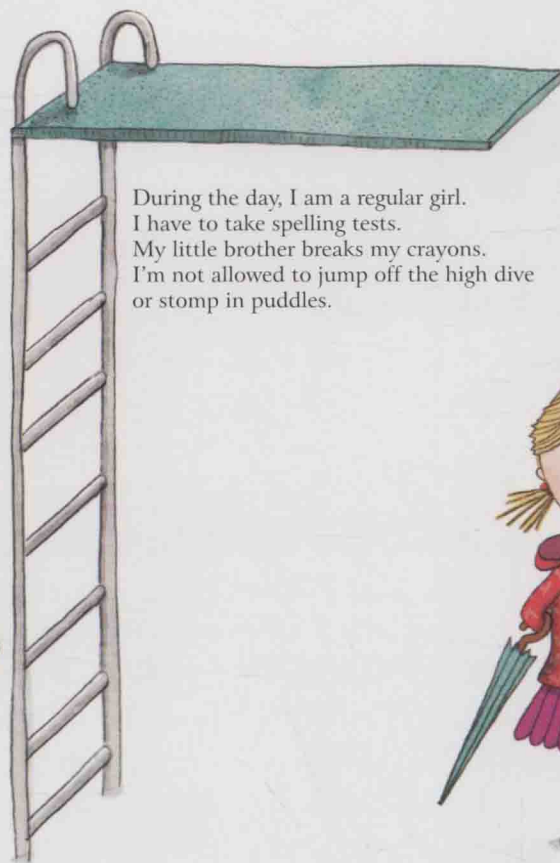 During the day, I am a regular girl.
I have to take spelling tests.
My little brother breaks my crayons.
I'm not allowed to jump off the high dive
or stomp in puddles.